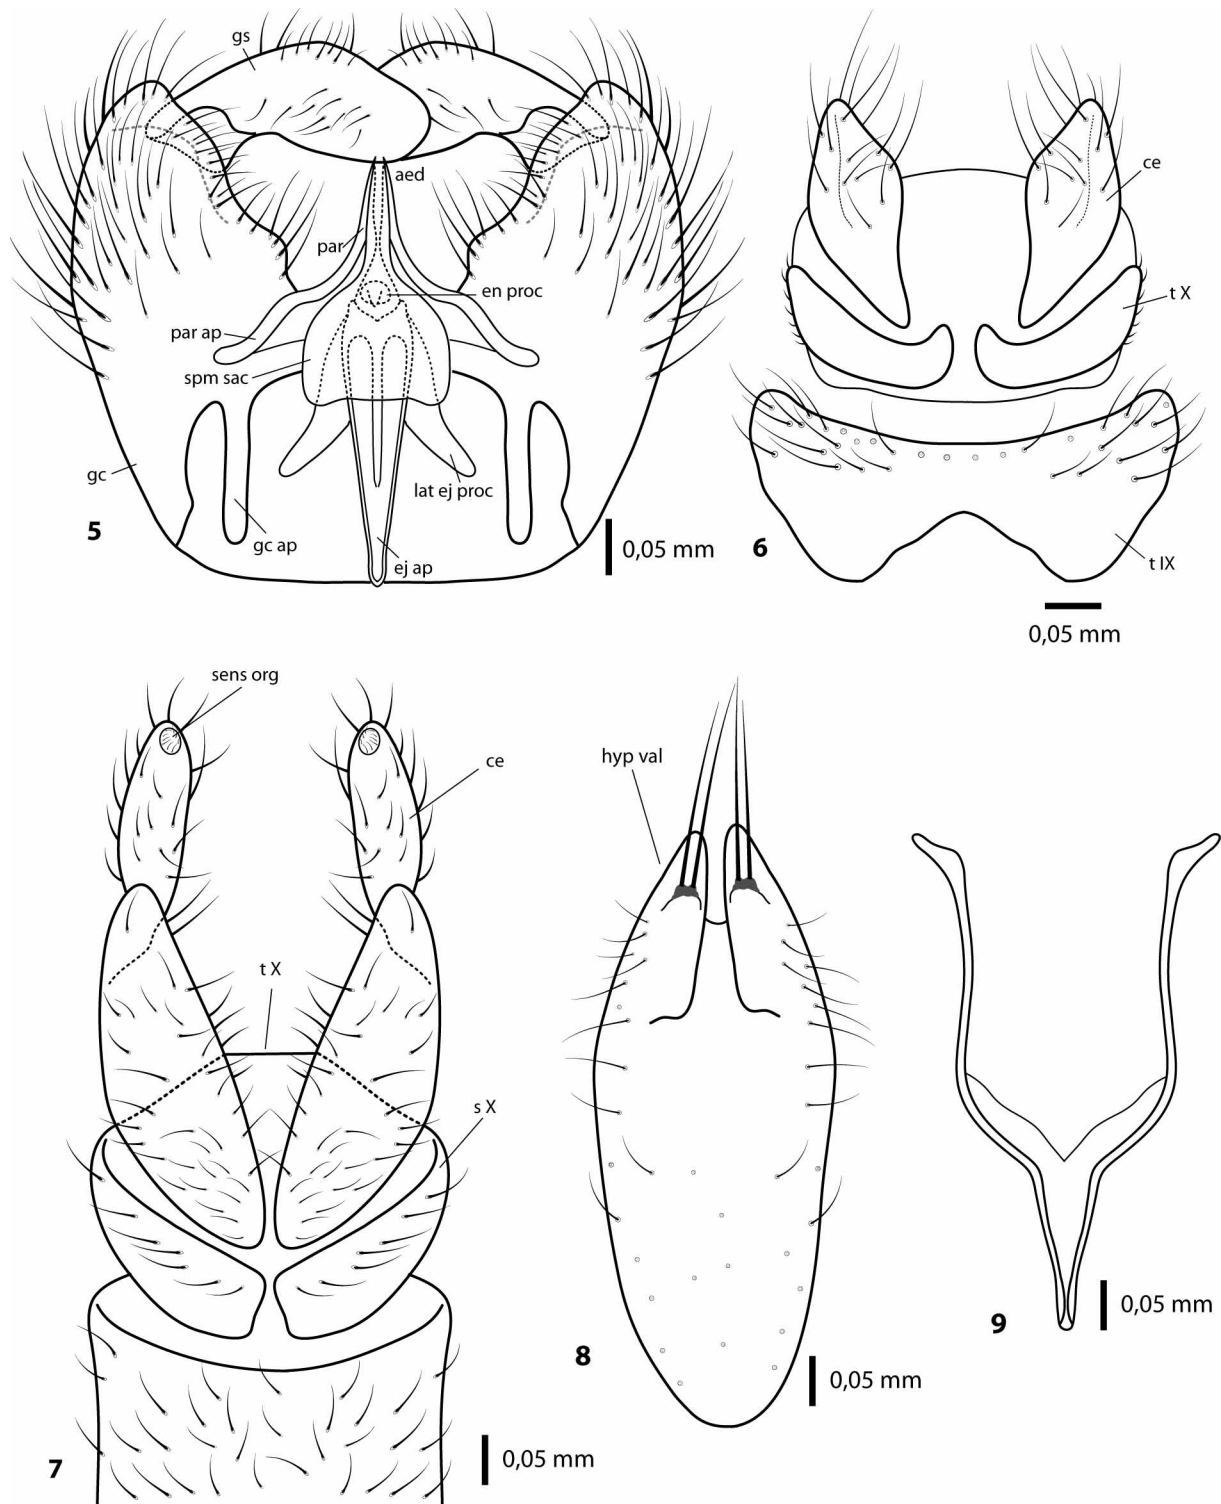 gs
aed
par
en proc
par ap
spm sac
gc
lat ej proc
gc ap
ej ap
5
0,05 mm
ce
t X
t IX
6
0,05 mm
sens org
ce
t X
s X
7
0,05 mm
hyp val
8
0,05 mm
9
0,05 mm